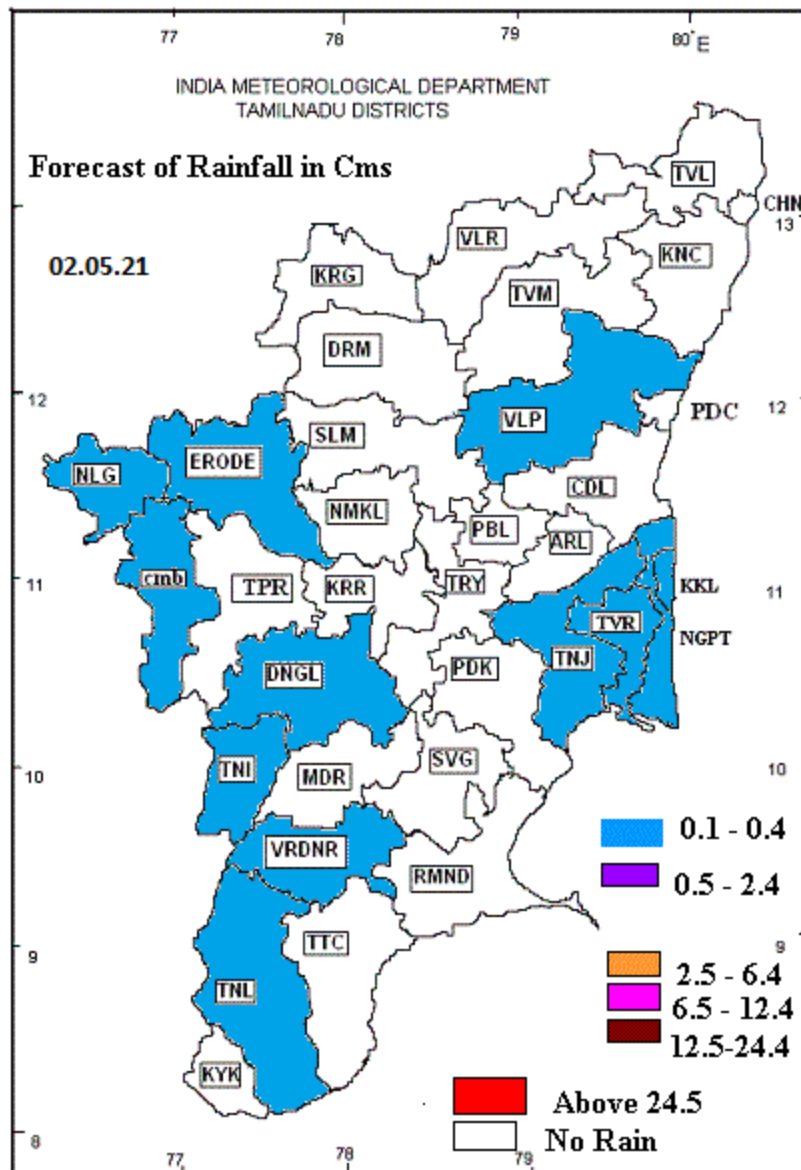 77 78 79 80° E
INDIA METEOROLOGICAL DEPARTMENT
TAMILNADU DISTRICTS
Forecast of Rainfall in Cms
TVL
CHN
13
VLR
KNC
02.05.21
KRG
TVM
DRM
12
12
PDC
VLP
SLM
ERODE
NLG
CDL
NMKL
PBL
ARL
11
cmb
TPR
KRR
TRY
KKL
11
TVR
NGPT
TNJ
DNGL
PDK
10
TNI
MDR
SVG
10
0.1 - 0.4
VRDNR
RMND
0.5 - 2.4
9
TTC
9
2.5 - 6.4
TNL
6.5 - 12.4
12.5-24.4
KYK
Above 24.5
8
No Rain
77 78 79